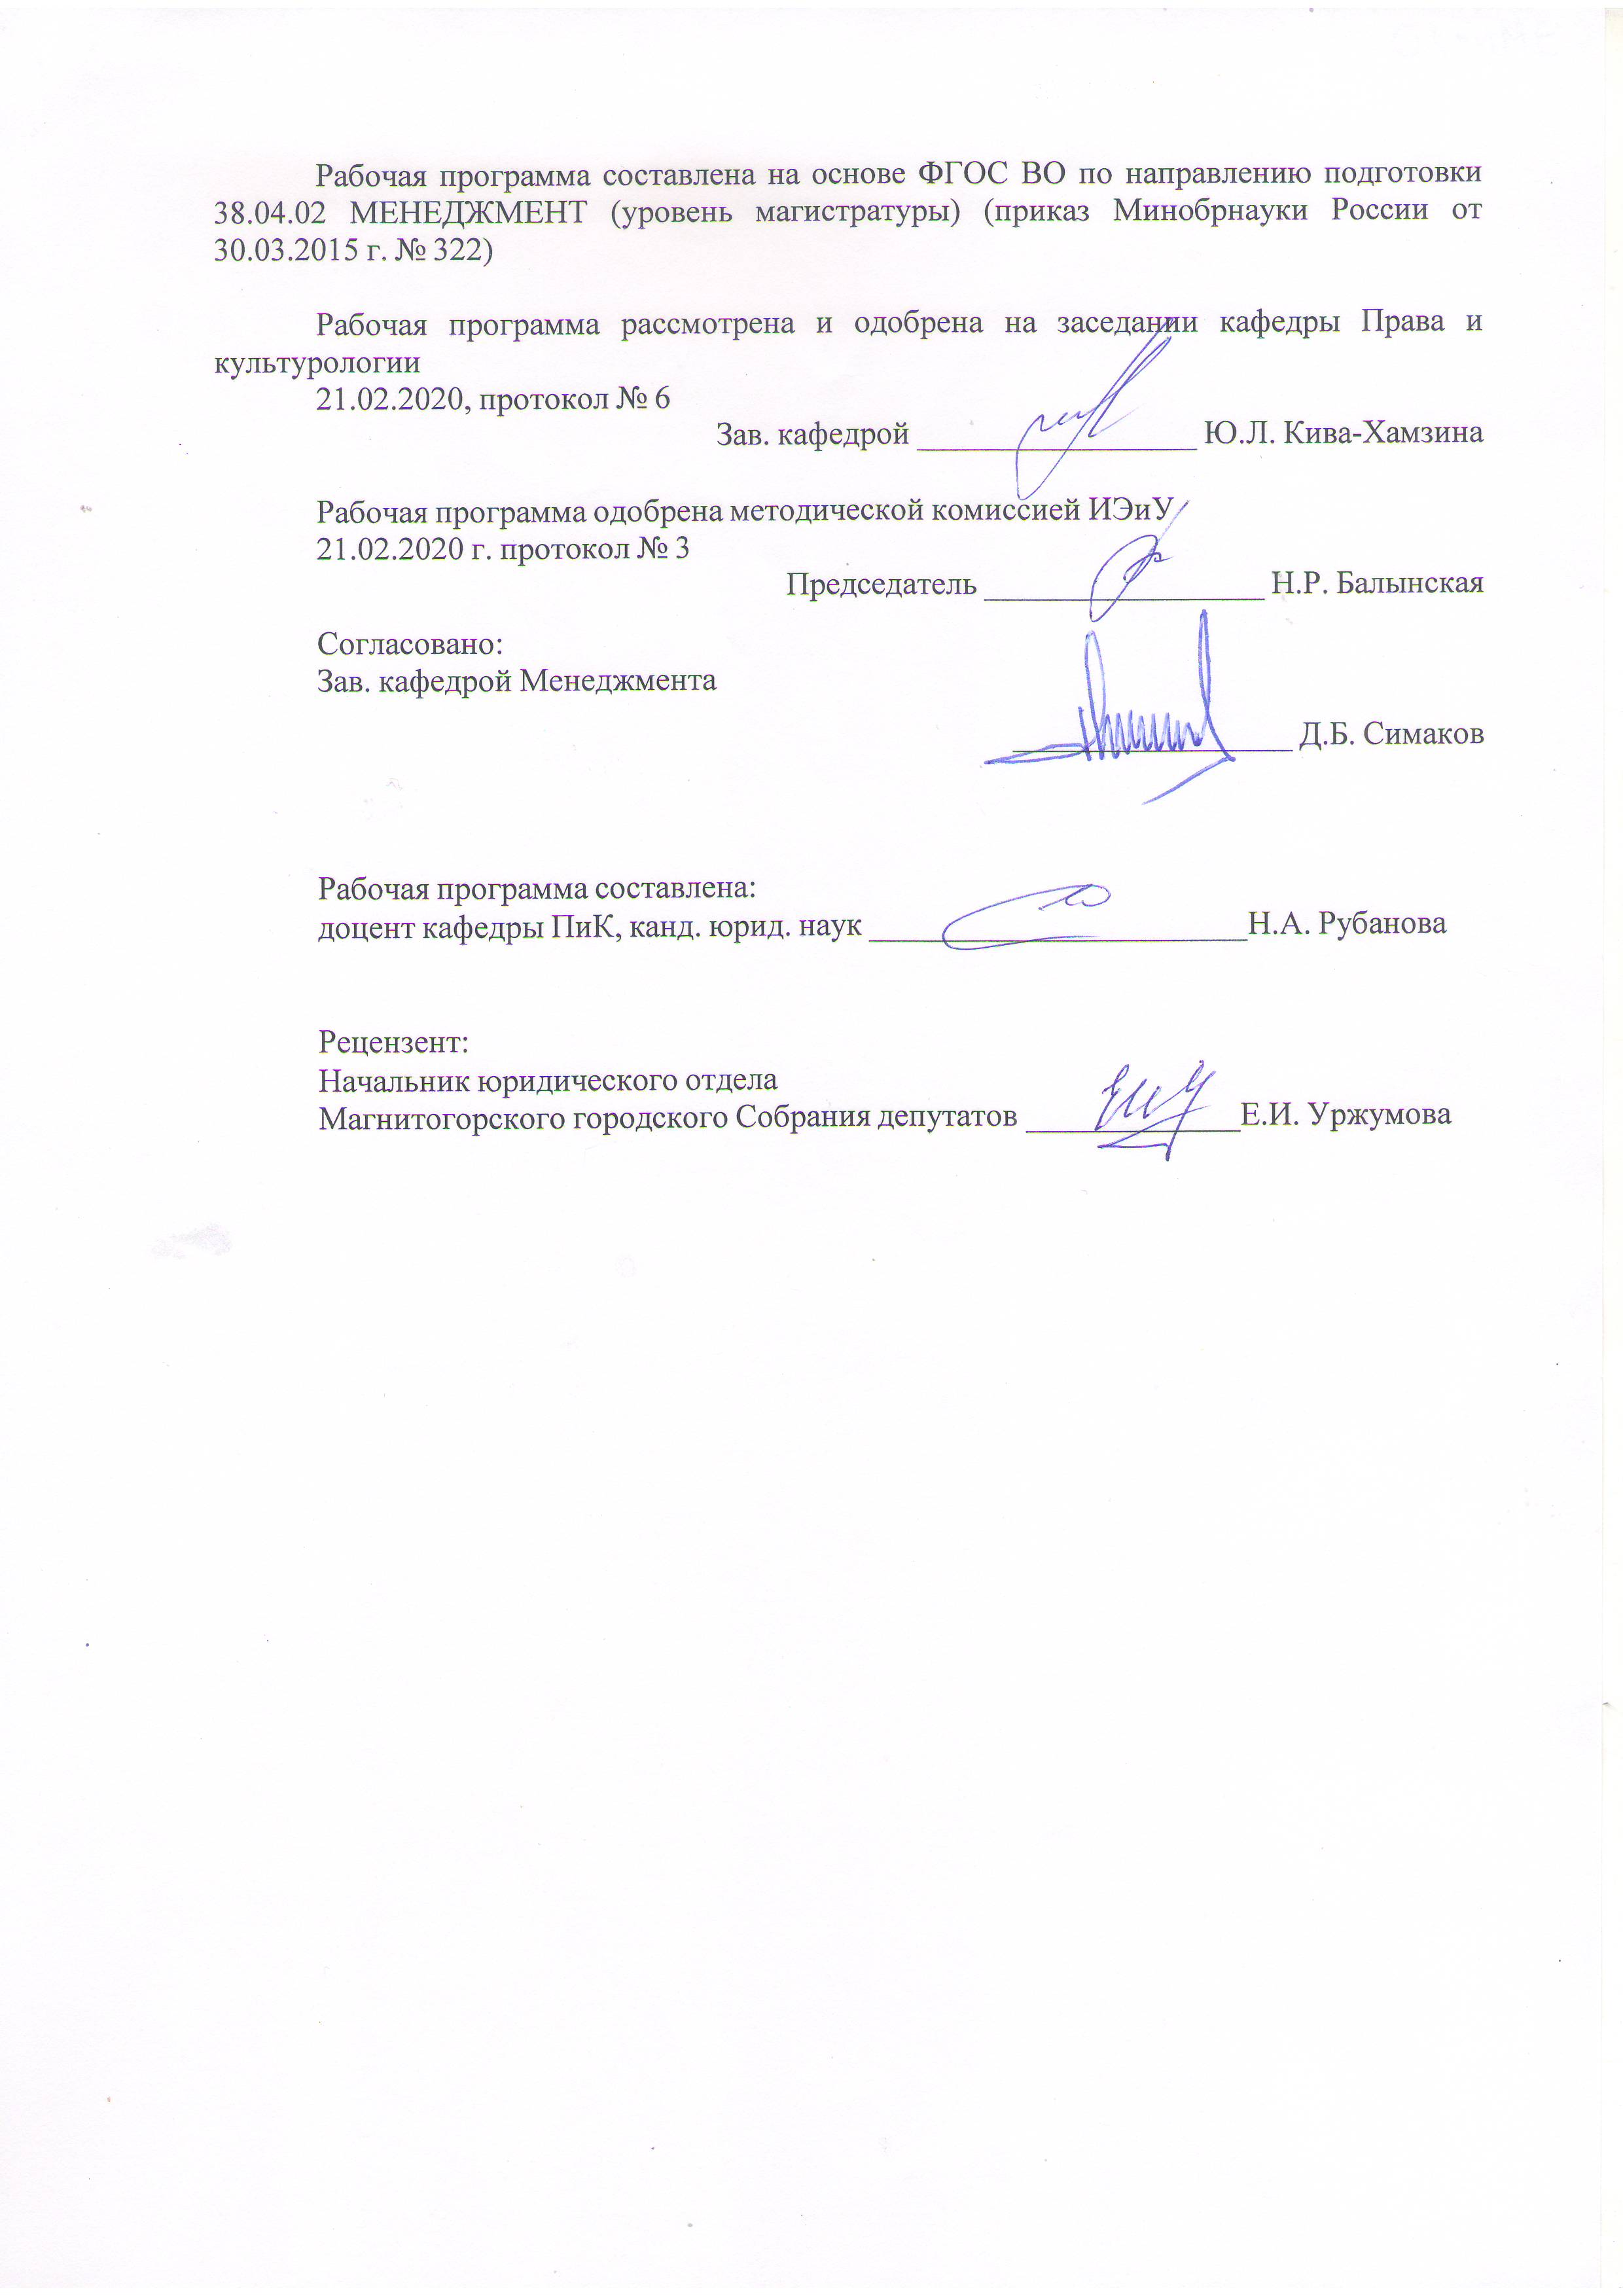 Рабочая программа составлена на основе ФГОС ВО по направлению подготовки
38.04.02 МЕНЕДЖМЕНТ (уровень магистратуры) (приказ Минобрнауки России от
30.03.2015 г. № 322)
Рабочая программа рассмотрена и одобрена на заседании кафедры Права и
культурологии
21.02.2020, протокол № 6
Зав. кафедрой ____________________ Ю.Л. Кива-Хамзина
Рабочая программа одобрена методической комиссией ИЭиУ
21.02.2020 г. протокол № 3
Председатель ____________________ Н.Р. Балынская
Согласовано:
Зав. кафедрой Менеджмента
____________________ Д.Б. Симаков
Рабочая программа составлена:
доцент кафедры ПиК, канд. юрид. наук ___________________________Н.А. Рубанова
Рецензент:
Начальник юридического отдела
Магнитогорского городского Собрания депутатов _______________Е.И. Уржумова